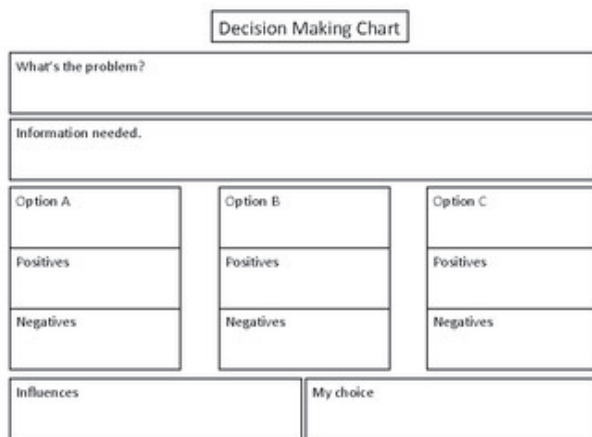 Decision Making Chart
What's the problem?
Information needed.
Option A
Option B
Option C
Positives
Positives
Positives
Negatives
Negatives
Negatives
Influences
My choice